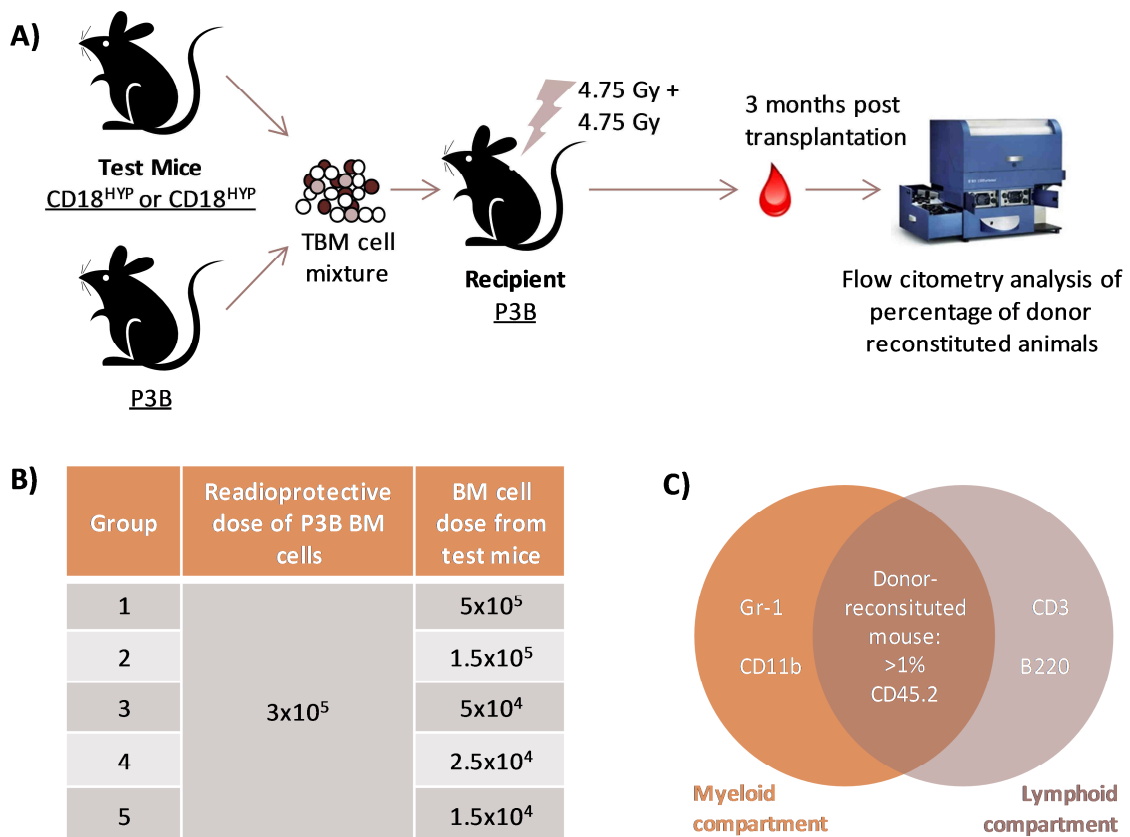 A)
4.75 Gy +
4.75 Gy
3 months post
transplantation
Test Mice
CD18ᴴʸᴾ or CD18ᴴʸᴾ
TBM cell
mixture
Recipient
P3B
Flow citometry analysis of
percentage of donor
reconstituted animals
P3B
B)
Group
Readioprotective
dose of P3B BM
cells
BM cell
dose from
test mice
1
5x10⁵
2
1.5x10⁵
3
3x10⁵
5x10⁴
4
2.5x10⁴
5
1.5x10⁴
C)
Gr-1
CD11b
Donor-
reconsituted
mouse:
>1%
CD45.2
CD3
B220
Myeloid
compartment
Lymphoid
compartment